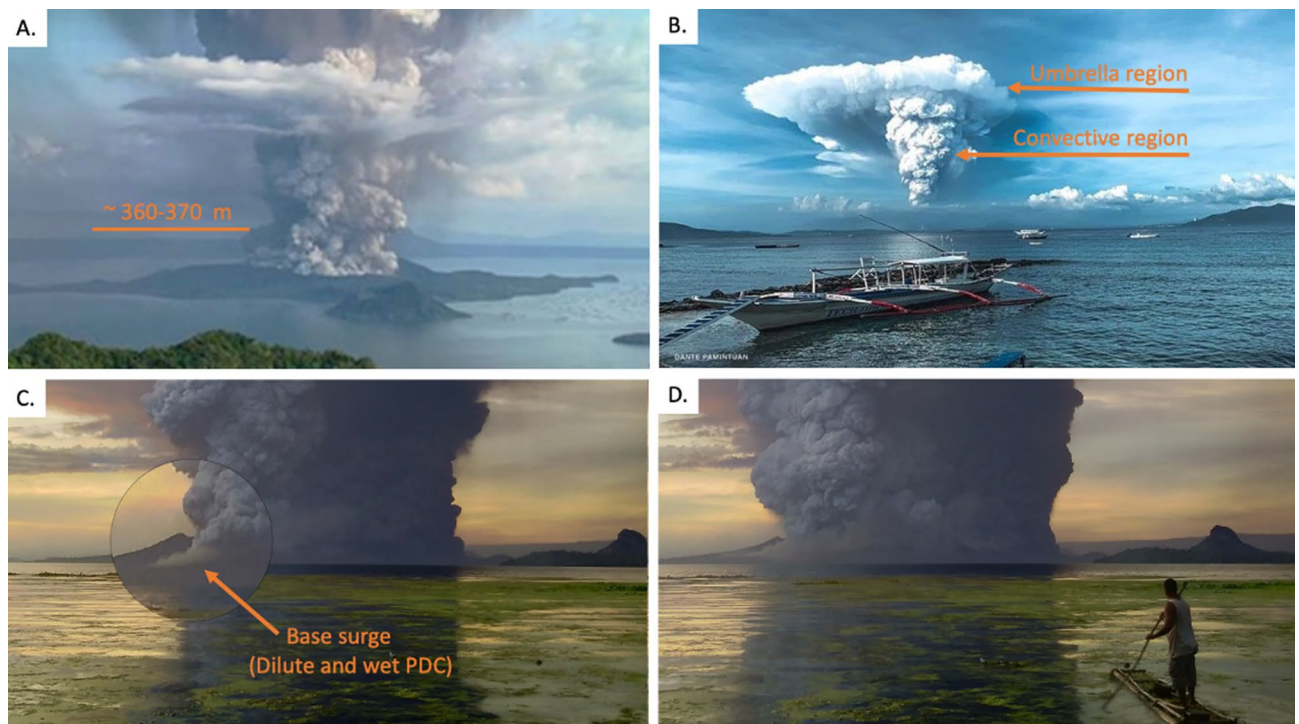 A.
~ 360-370 m
B.
Umbrella region
Convective region
DANTE PAMINTUAN
C.
Base surge
(Dilute and wet PDC)
D.